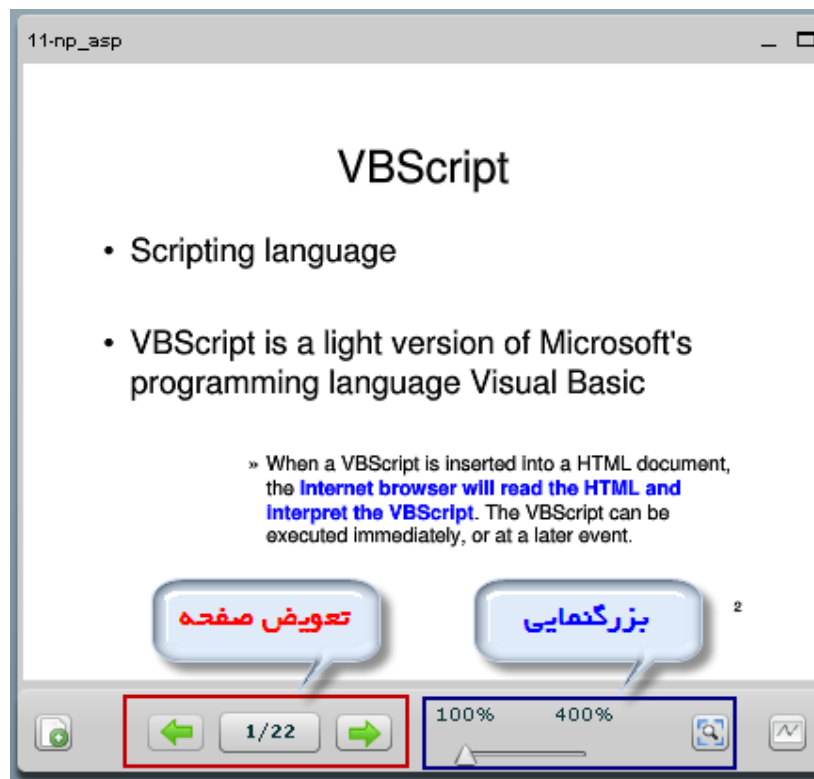 11-np_asp
VBScript
• Scripting language
• VBScript is a light version of Microsoft's
programming language Visual Basic
» When a VBScript is inserted into a HTML document,
the Internet browser will read the HTML and
interpret the VBScript. The VBScript can be
executed immediately, or at a later event.
تعویض صفحه
بزرگنمایی
2
1/22
100% 400%